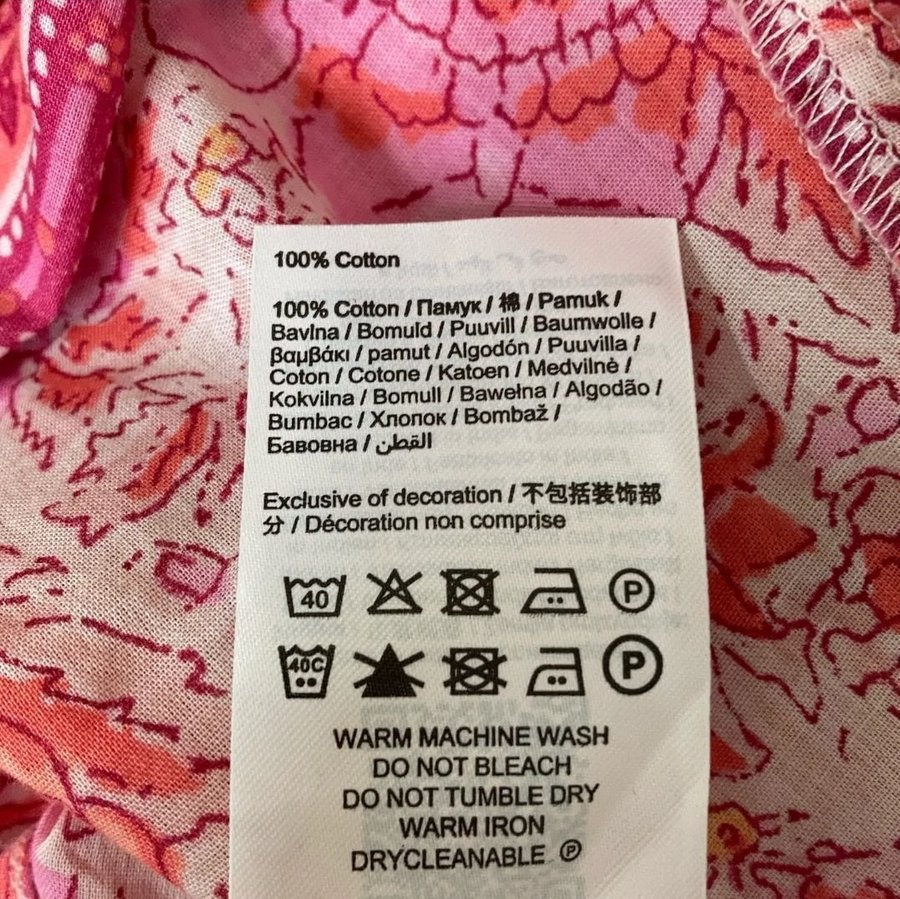 100% Cotton
100% Cotton / Памук / 棉 / Pamuk /
Bavlna / Bomuld / Puuvill / Baumwolle /
βαμβάκι / pamut / Algodón / Puuvilla /
Coton / Cotone / Katoen / Medvilnė /
Kokvilna / Bomull / Bawełna / Algodão /
Bumbac / Хлопок / Bombaž /
Бавовна / القطن
Exclusive of decoration / 不包括装饰部
分 / Décoration non comprise
40 P
40C P
WARM MACHINE WASH
DO NOT BLEACH
DO NOT TUMBLE DRY
WARM IRON
DRYCLEANABLE Ⓟ